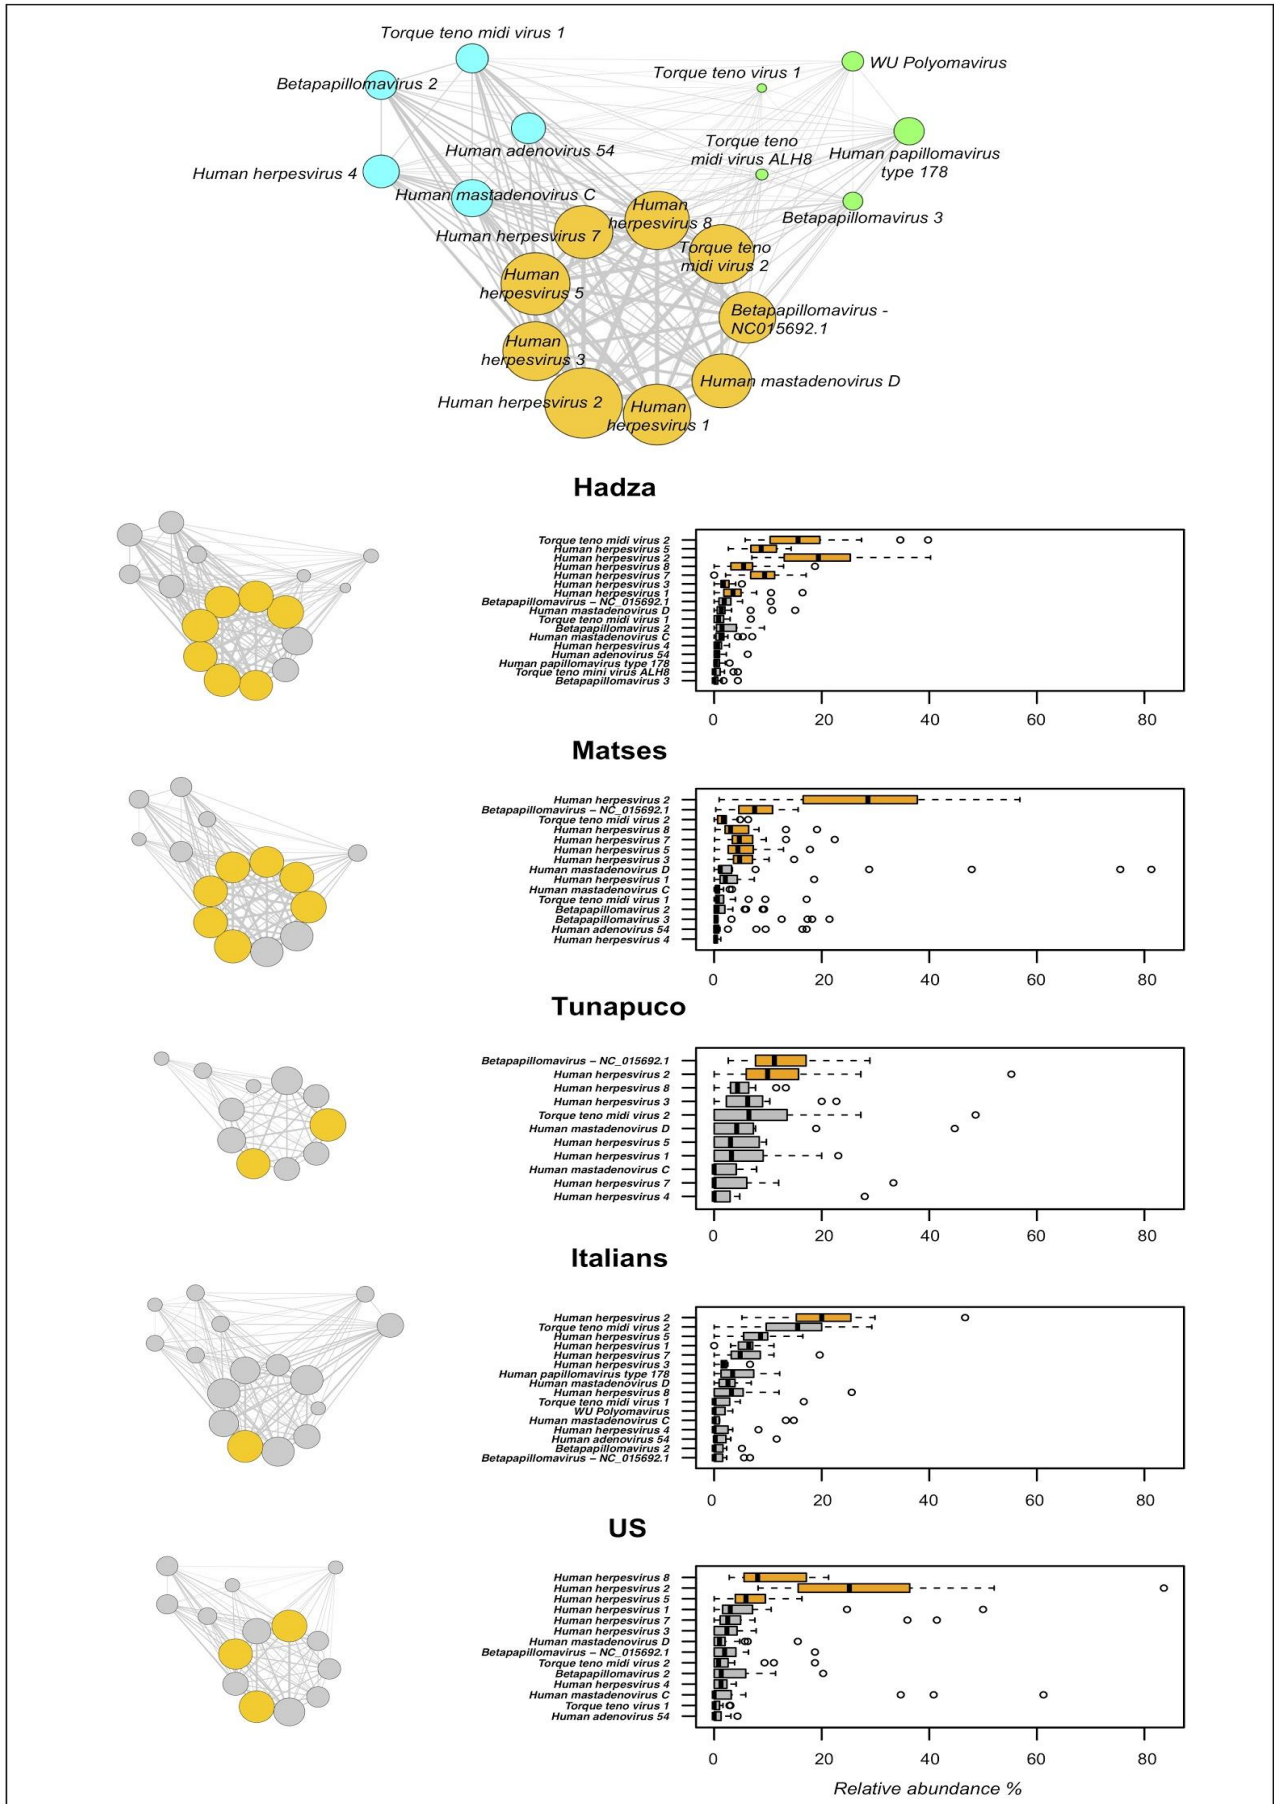 Torque teno midi virus 1
WU Polyomavirus
Torque teno virus 1
Betapapillomavirus 2
Human adenovirus 54
Torque teno
midi virus ALH8
Human papillomavirus
type 178
Human herpesvirus 4
Human mastadenovirus C
Betapapillomavirus 3
Human herpesvirus 7
Human
herpesvirus 8
Torque teno
midi virus 2
Human
herpesvirus 5
Betapapillomavirus -
NC015692.1
Human
herpesvirus 3
Human mastadenovirus D
Human herpesvirus 2
Human
herpesvirus 1
Hadza
Torque teno midi virus 2
Human herpesvirus 5
Human herpesvirus 2
Human herpesvirus 8
Human herpesvirus 7
Human herpesvirus 3
Human herpesvirus 1
Betapapillomavirus – NC_015692.1
Human mastadenovirus D
Torque teno midi virus 1
Betapapillomavirus 2
Human mastadenovirus C
Human herpesvirus 4
Human adenovirus 54
Human papillomavirus type 178
Torque teno mini virus ALH8
Betapapillomavirus 3
0 20 40 60 80
Matses
Human herpesvirus 2
Betapapillomavirus – NC_015692.1
Torque teno midi virus 2
Human herpesvirus 8
Human herpesvirus 7
Human herpesvirus 5
Human herpesvirus 3
Human mastadenovirus D
Human herpesvirus 1
Human mastadenovirus C
Torque teno midi virus 1
Betapapillomavirus 2
Betapapillomavirus 3
Human adenovirus 54
Human herpesvirus 4
0 20 40 60 80
Tunapuco
Betapapillomavirus – NC_015692.1
Human herpesvirus 2
Human herpesvirus 8
Human herpesvirus 3
Torque teno midi virus 2
Human mastadenovirus D
Human herpesvirus 5
Human herpesvirus 1
Human mastadenovirus C
Human herpesvirus 7
Human herpesvirus 4
0 20 40 60 80
Italians
Human herpesvirus 2
Torque teno midi virus 2
Human herpesvirus 5
Human herpesvirus 1
Human herpesvirus 7
Human herpesvirus 3
Human papillomavirus type 178
Human mastadenovirus D
Human herpesvirus 8
Torque teno midi virus 1
WU Polyomavirus
Human mastadenovirus C
Human herpesvirus 4
Human adenovirus 54
Betapapillomavirus 2
Betapapillomavirus – NC_015692.1
0 20 40 60 80
US
Human herpesvirus 8
Human herpesvirus 2
Human herpesvirus 5
Human herpesvirus 1
Human herpesvirus 7
Human herpesvirus 3
Human mastadenovirus D
Betapapillomavirus – NC_015692.1
Torque teno midi virus 2
Betapapillomavirus 2
Human herpesvirus 4
Human mastadenovirus C
Torque teno virus 1
Human adenovirus 54
0 20 40 60 80
Relative abundance %